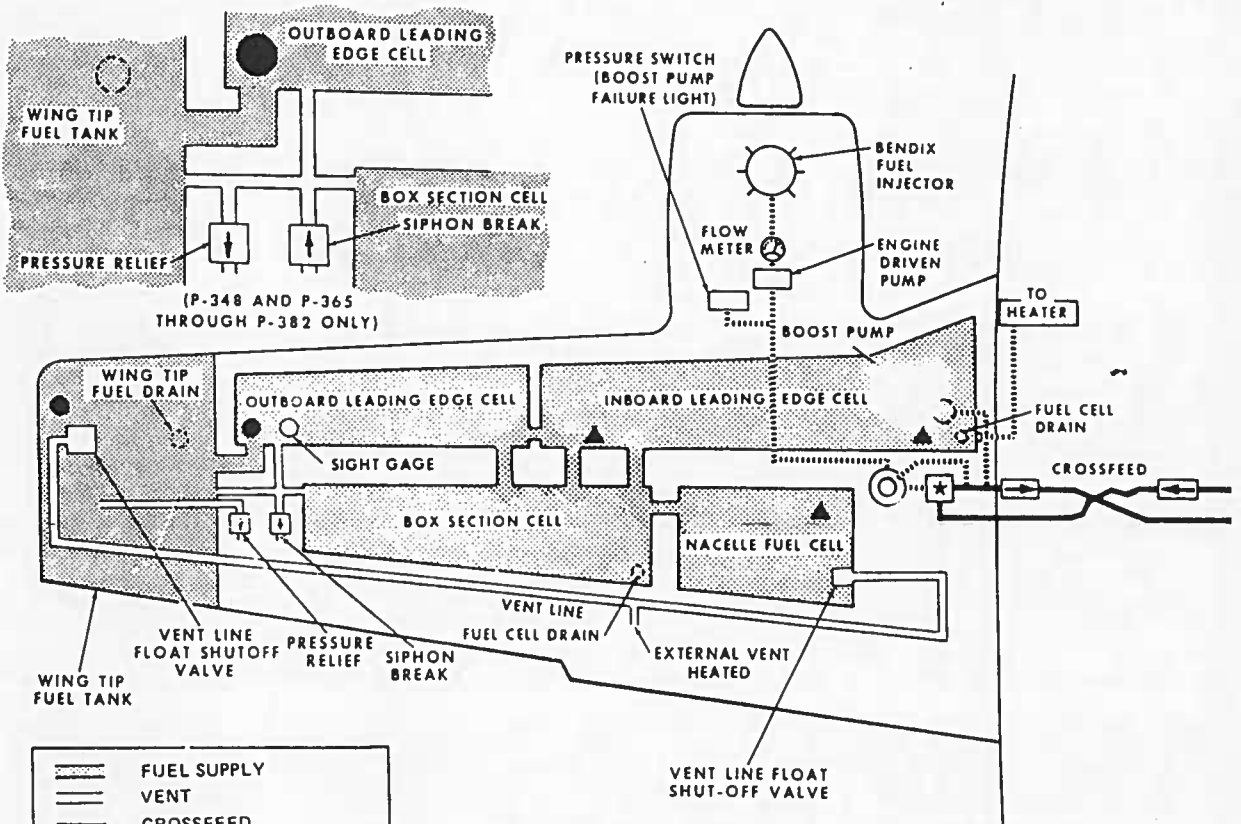 OUTBOARD LEADING
EDGE CELL
WING TIP
FUEL TANK
BOX SECTION CELL
SIPHON BREAK
PRESSURE RELIEF
(P-348 AND P-365
THROUGH P-382 ONLY)
PRESSURE SWITCH
(BOOST PUMP
FAILURE LIGHT)
BENDIX
FUEL
INJECTOR
FLOW
METER
ENGINE
DRIVEN
PUMP
TO
HEATER
BOOST PUMP
WING TIP
FUEL DRAIN
OUTBOARD LEADING EDGE CELL
INBOARD LEADING EDGE CELL
FUEL CELL
DRAIN
SIGHT GAGE
CROSSFEED
BOX SECTION CELL
NACELLE FUEL CELL
VENT LINE
FUEL CELL DRAIN
EXTERNAL VENT
HEATED
VENT LINE
FLOAT SHUTOFF
VALVE
PRESSURE
RELIEF
SIPHON
BREAK
WING TIP
FUEL TANK
VENT LINE FLOAT
SHUT-OFF VALVE
FUEL SUPPLY
VENT
CROSSFEED